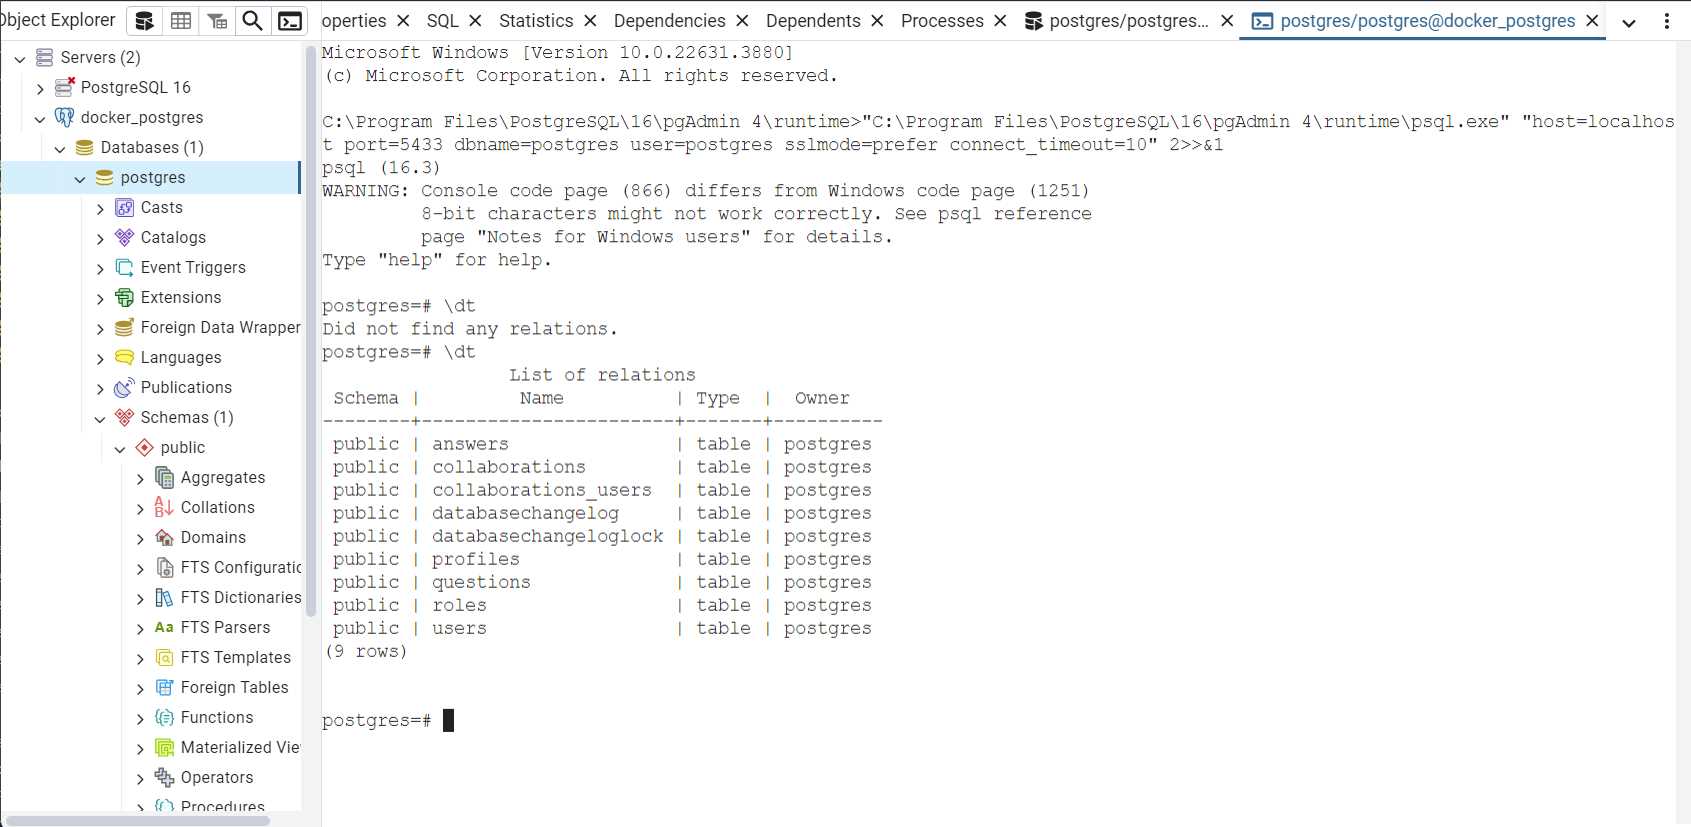 Object Explorer
operties
SQL
Statistics
Dependencies
Dependents
Processes
postgres/postgres...
postgres/postgres@docker_postgres
Servers (2)
PostgreSQL 16
docker_postgres
Databases (1)
postgres
Casts
Catalogs
Event Triggers
Extensions
Foreign Data Wrapper
Languages
Publications
Schemas (1)
public
Aggregates
Collations
Domains
FTS Configuratic
FTS Dictionaries
Aa FTS Parsers
FTS Templates
Foreign Tables
Functions
Materialized Vie
Operators
Procedures
Microsoft Windows [Version 10.0.22631.3880]
(c) Microsoft Corporation. All rights reserved.
C:\Program Files\PostgreSQL\16\pgAdmin 4\runtime>"C:\Program Files\PostgreSQL\16\pgAdmin 4\runtime\psql.exe" "host=localhos
t port=5433 dbname=postgres user=postgres sslmode=prefer connect_timeout=10" 2>>&1
psql (16.3)
WARNING: Console code page (866) differs from Windows code page (1251)
8-bit characters might not work correctly. See psql reference
page "Notes for Windows users" for details.
Type "help" for help.
postgres=# \dt
Did not find any relations.
postgres=# \dt
List of relations
Schema | Name | Type | Owner
--------+-----------------------+-------+----------
public | answers | table | postgres
public | collaborations | table | postgres
public | collaborations_users | table | postgres
public | databasechangelog | table | postgres
public | databasechangeloglock | table | postgres
public | profiles | table | postgres
public | questions | table | postgres
public | roles | table | postgres
public | users | table | postgres
(9 rows)
postgres=#